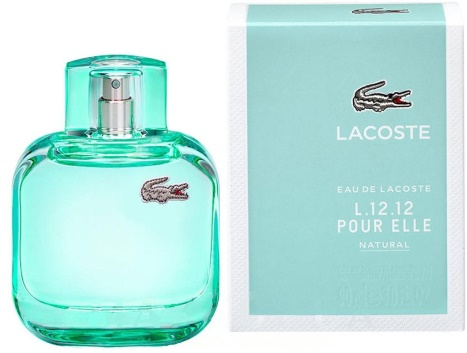 LACOSTE
EAU DE LACOSTE
L.12.12
POUR ELLE
NATURAL